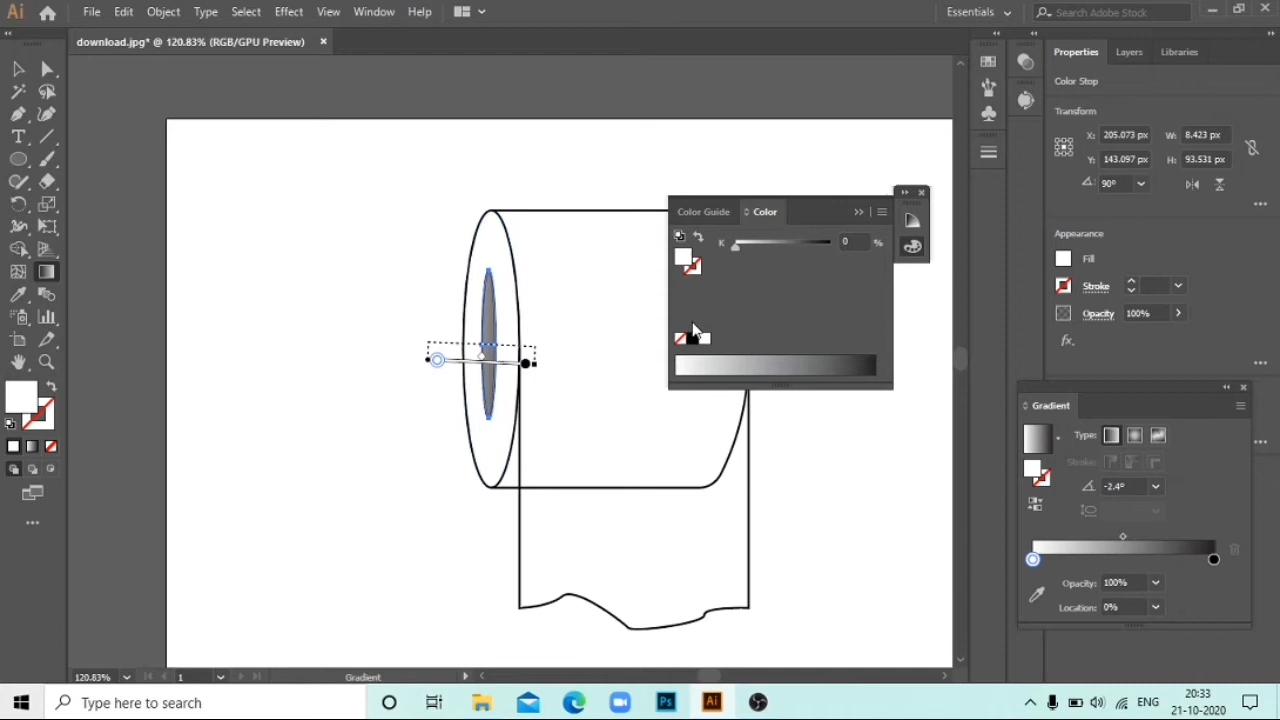 Ai File Edit Object Type Select Effect View Window Help Essentials Search Adobe Stock
download.jpg* @ 120.83% (RGB/GPU Preview)
Properties Layers Libraries
Color Stop
Transform
X: 205.073 px W: 8.423 px
Y: 143.097 px H: 93.531 px
90°
Color Guide Color
K 0 %
Appearance
Fill
Stroke
Opacity 100%
fx
Gradient
Type:
Stroke:
-2.4°
Opacity: 100%
Location: 0%
120.83% 1 Gradient
Type here to search Ps Ai ENG 20:33
21-10-2020